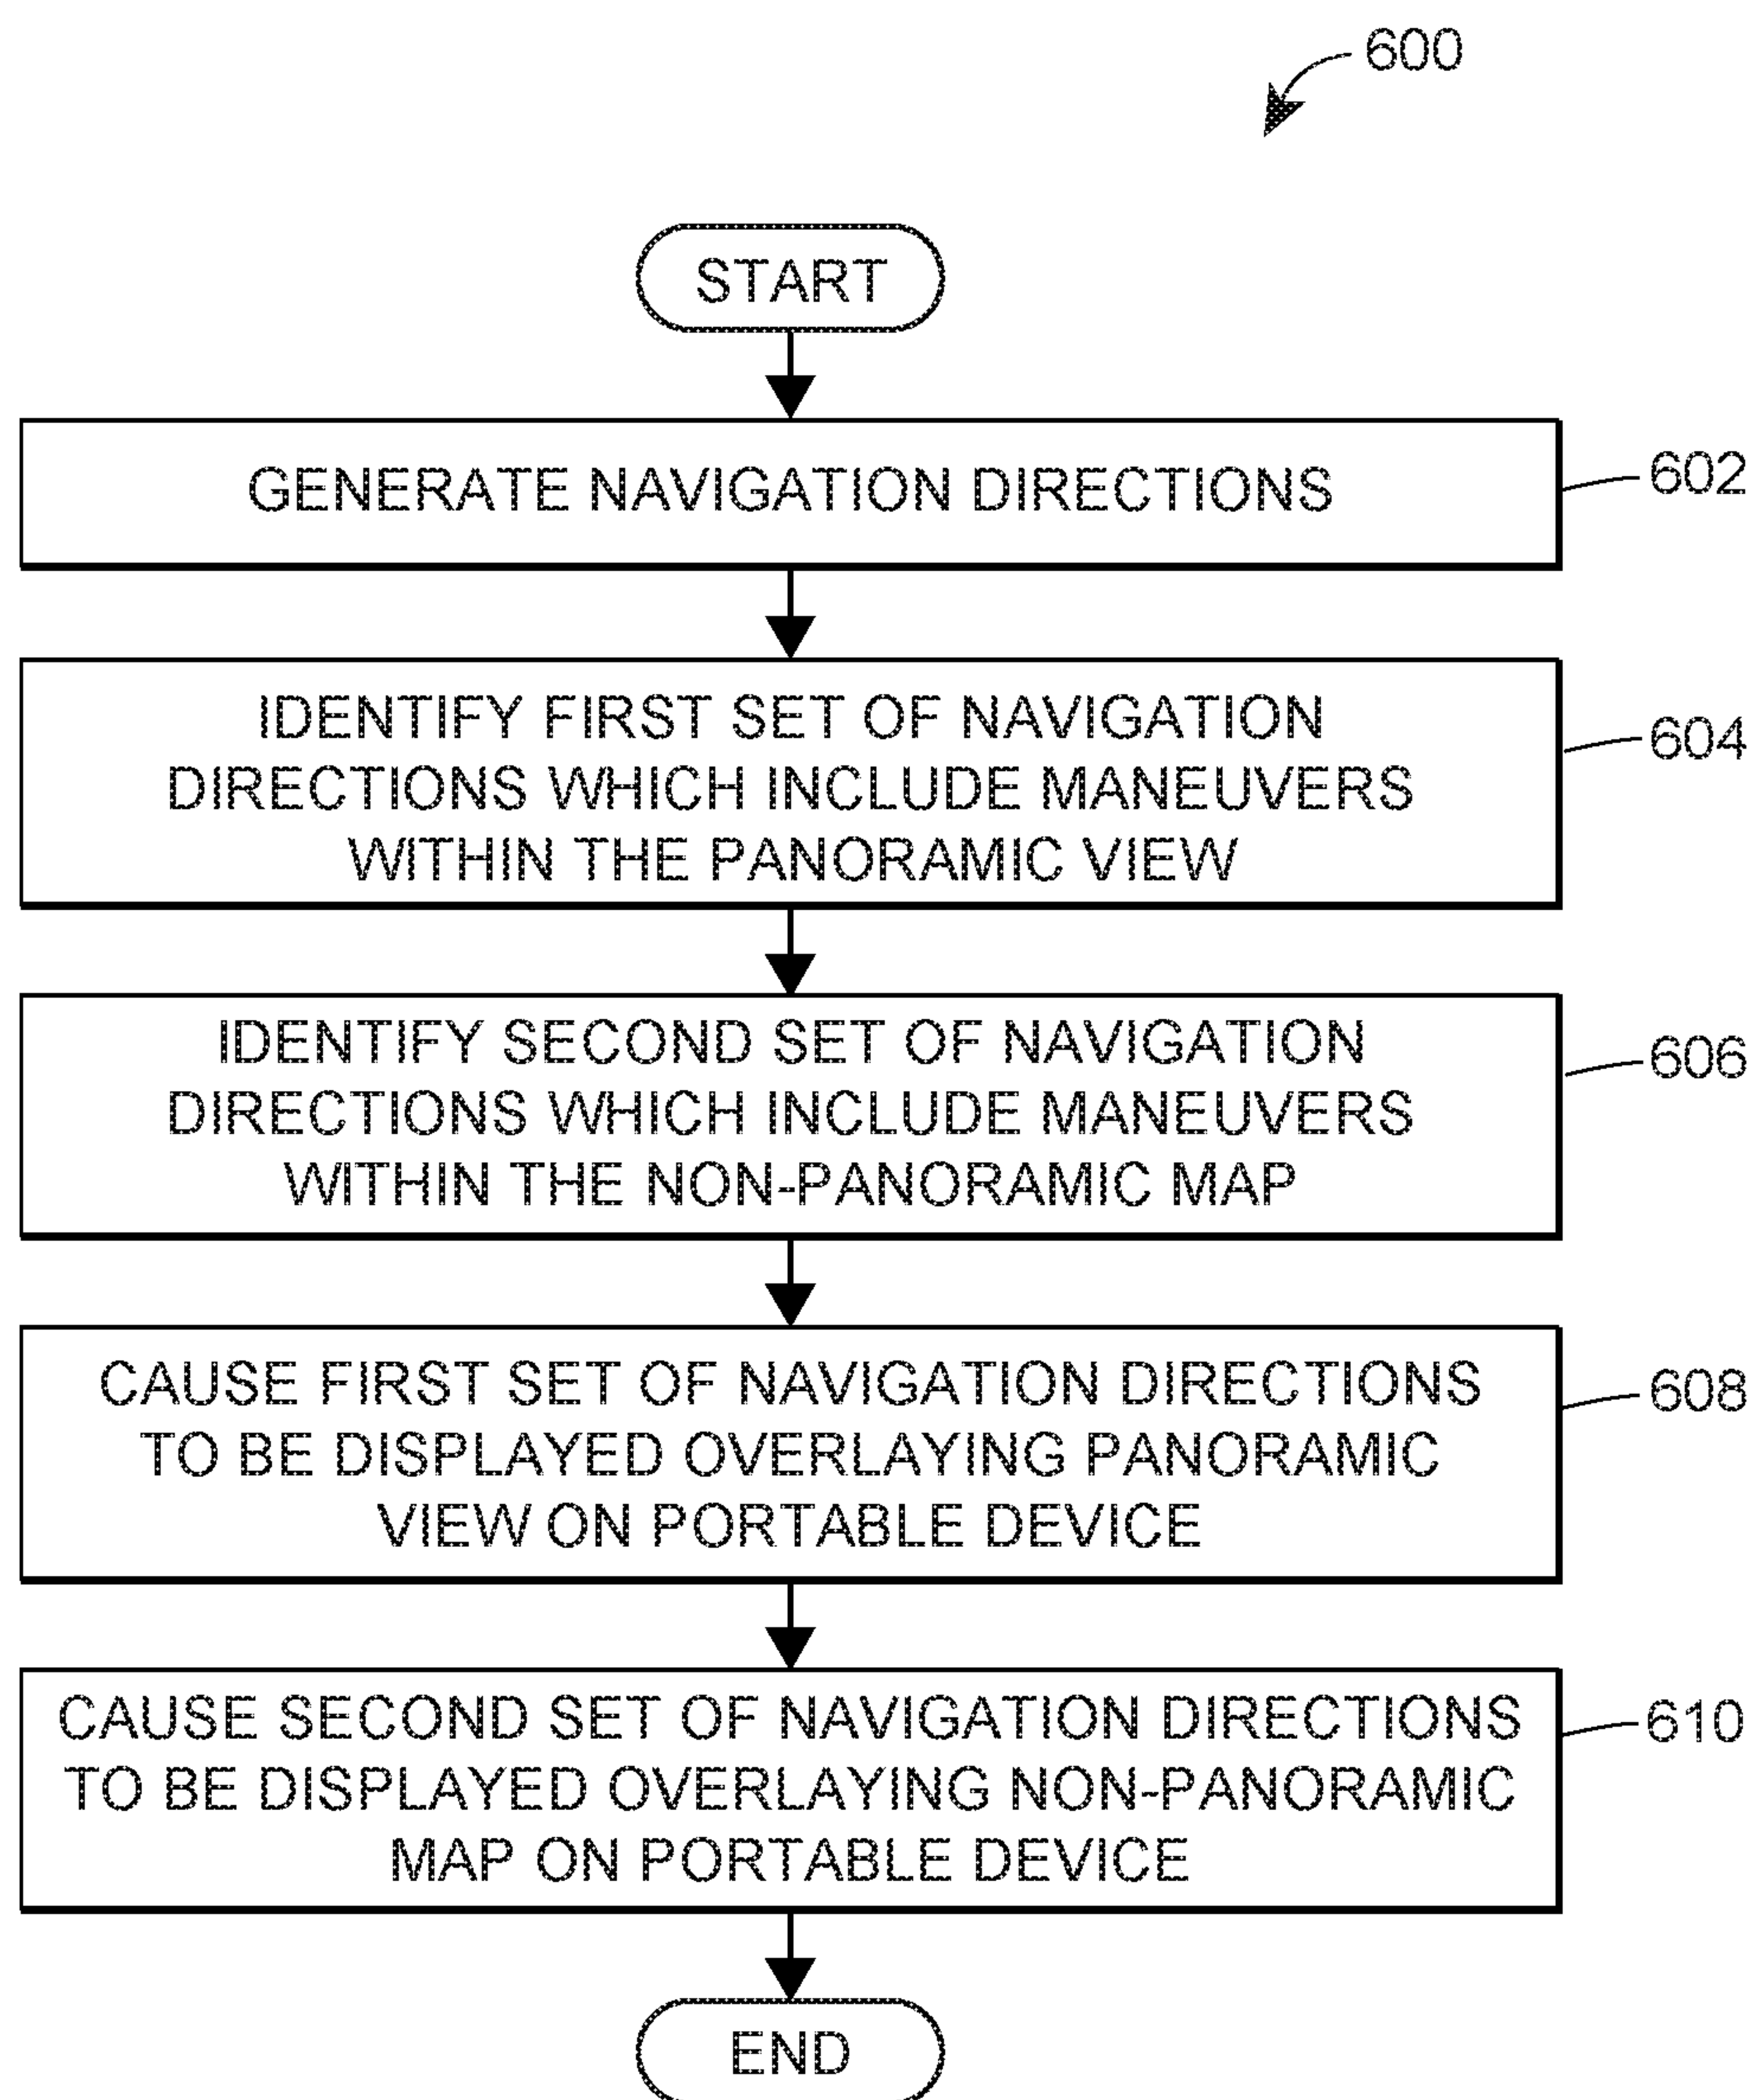 600
START
GENERATE NAVIGATION DIRECTIONS
602
IDENTIFY FIRST SET OF NAVIGATION
DIRECTIONS WHICH INCLUDE MANEUVERS
WITHIN THE PANORAMIC VIEW
604
IDENTIFY SECOND SET OF NAVIGATION
DIRECTIONS WHICH INCLUDE MANEUVERS
WITHIN THE NON-PANORAMIC MAP
606
CAUSE FIRST SET OF NAVIGATION DIRECTIONS
TO BE DISPLAYED OVERLAYING PANORAMIC
VIEW ON PORTABLE DEVICE
608
CAUSE SECOND SET OF NAVIGATION DIRECTIONS
TO BE DISPLAYED OVERLAYING NON-PANORAMIC
MAP ON PORTABLE DEVICE
610
END